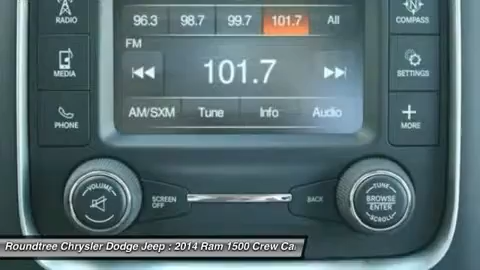 RADIO
96.3 98.7 99.7 101.7 All
COMPASS
FM
MEDIA
101.7
SETTINGS
PHONE
AM/SXM Tune Info Audio
MORE
VOLUME
SCREEN OFF
BACK
TUNE
BROWSE
ENTER
SCROLL
Roundtree Chrysler Dodge Jeep : 2014 Ram 1500 Crew Ca